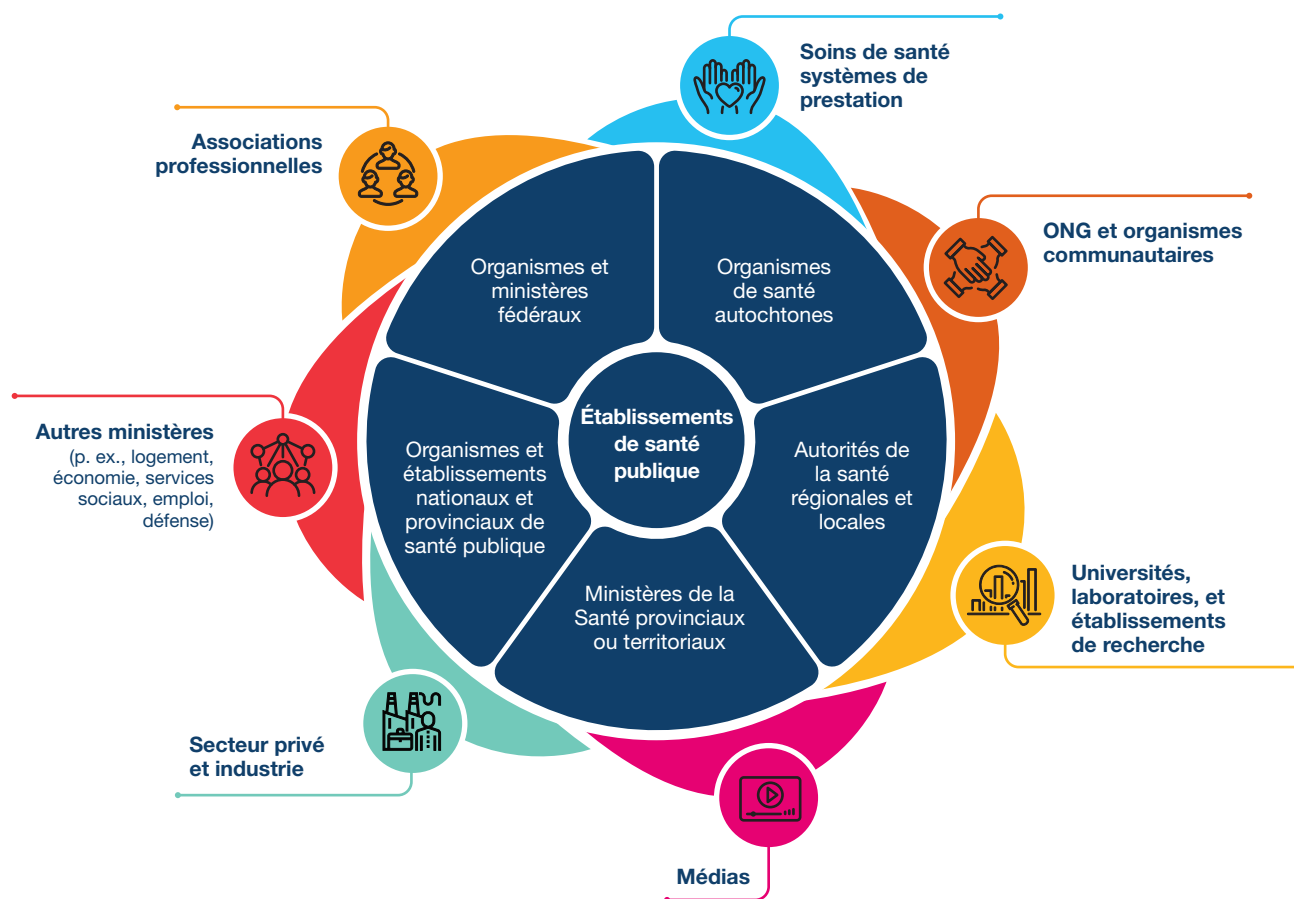 Soins de santé
systèmes de
prestation
Associations
professionnelles
ONG et organismes
communautaires
Organismes et
ministères
fédéraux
Organismes
de santé
autochtones
Établissements
de santé
publique
Autres ministères
(p. ex., logement,
économie, services
sociaux, emploi,
défense)
Organismes et
établissements
nationaux et
provinciaux de
santé publique
Autorités de
la santé
régionales et
locales
Ministères de la
Santé provinciaux
ou territoriaux
Universités,
laboratoires, et
établissements
de recherche
Secteur privé
et industrie
Médias